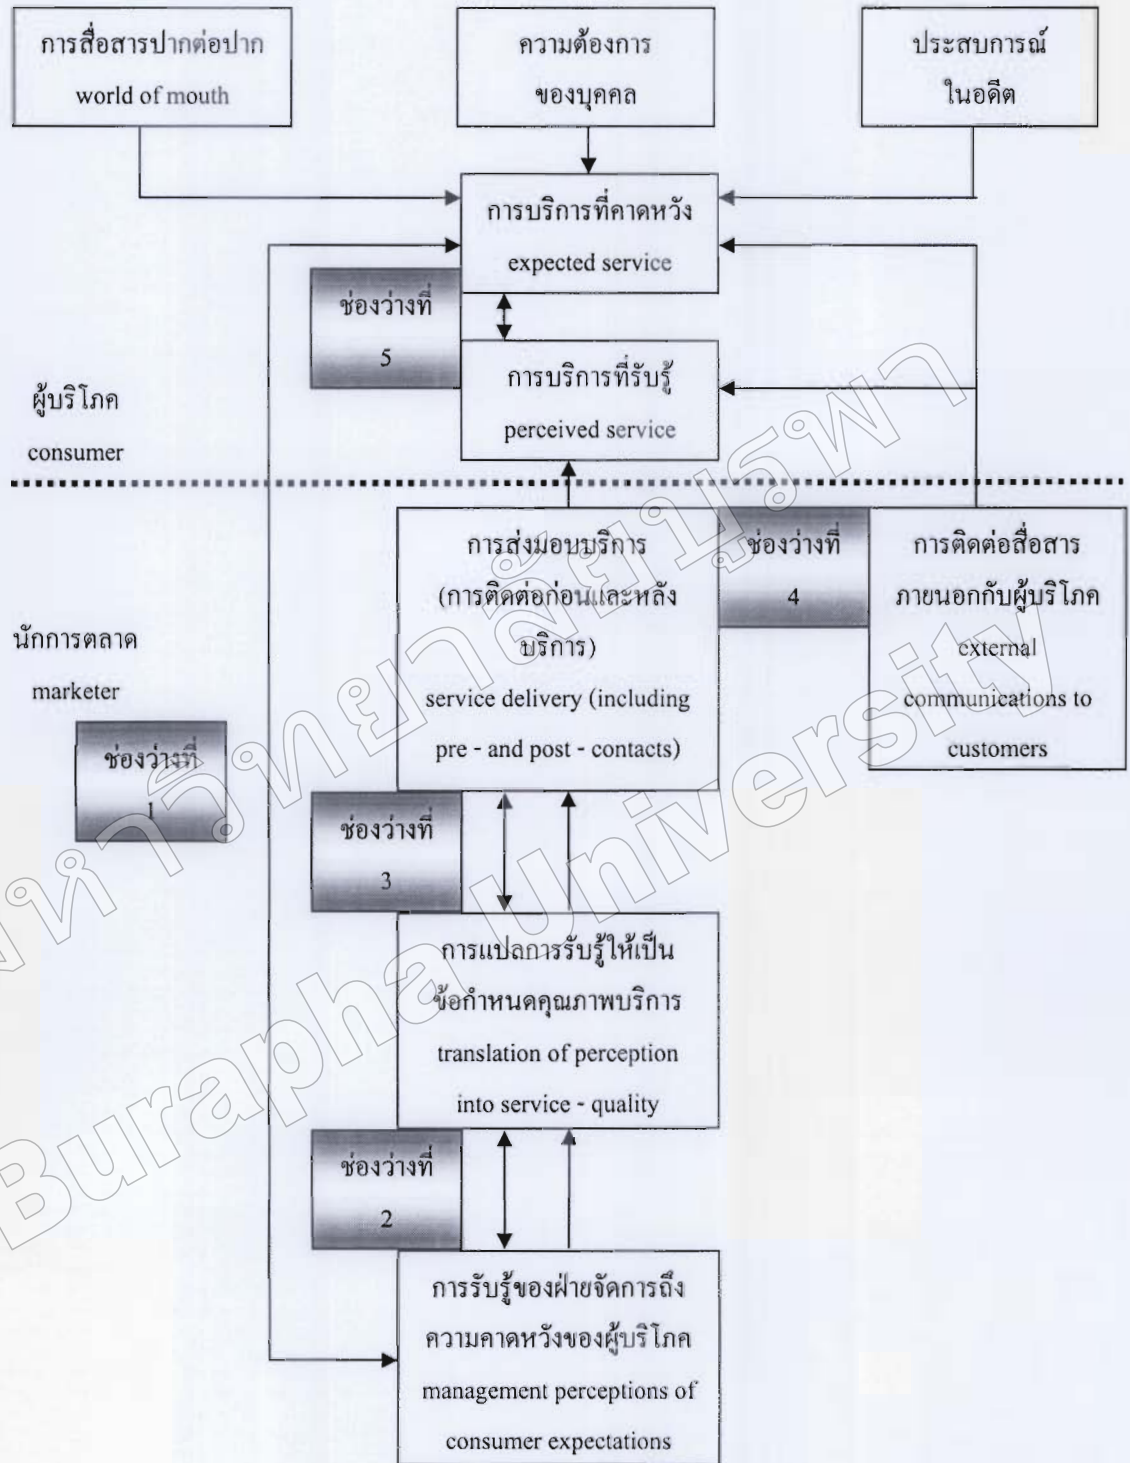 การสื่อสารปากต่อปาก
world of mouth
ความต้องการ
ของบุคคล
ประสบการณ์
ในอดีต
การบริการที่คาดหวัง
expected service
ช่องว่างที่
5
การบริการที่รับรู้
perceived service
ผู้บริโภค
consumer
นักการตลาด
marketer
ช่องว่างที่
1
การส่งมอบบริการ
(การติดต่อก่อนและหลัง
บริการ)
service delivery (including
pre - and post - contacts)
ช่องว่างที่
4
การติดต่อสื่อสาร
ภายนอกกับผู้บริโภค
external
communications to
customers
ช่องว่างที่
3
การแปลการรับรู้ให้เป็น
ข้อกำหนดคุณภาพบริการ
translation of perception
into service - quality
ช่องว่างที่
2
การรับรู้ของฝ่ายจัดการถึง
ความคาดหวังของผู้บริโภค
management perceptions of
consumer expectations
มหาวิทยาลัยบูรพา
Burapha University